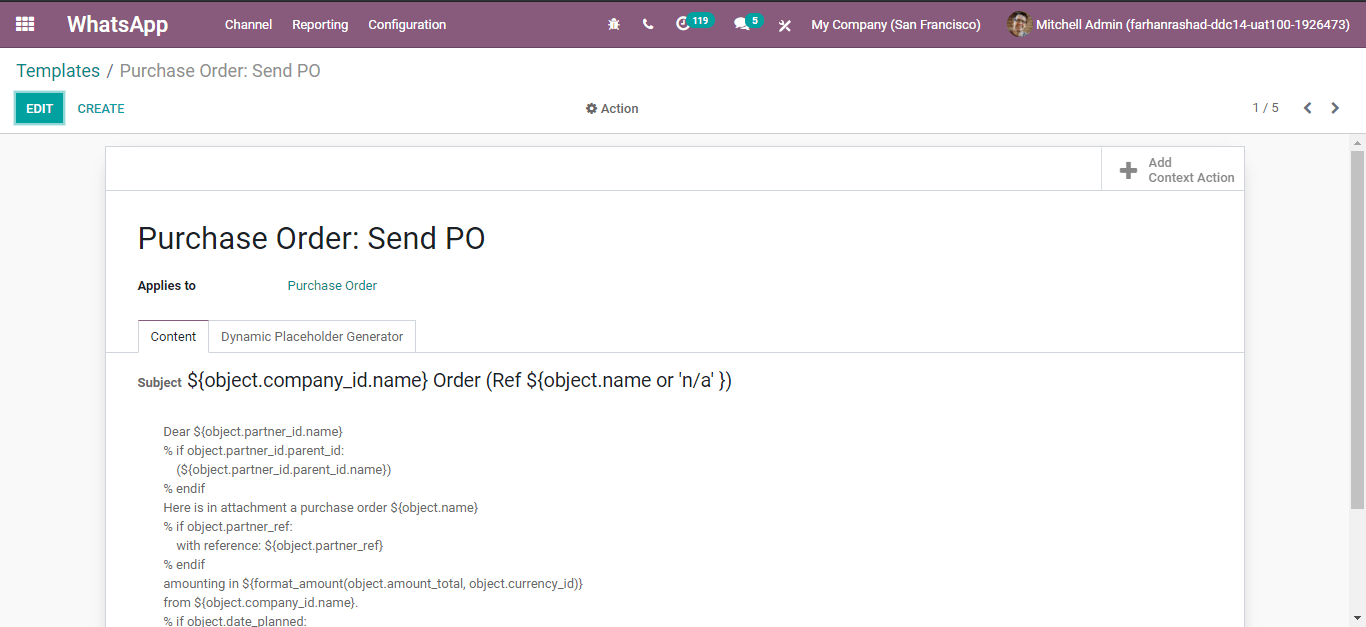 WhatsApp Channel Reporting Configuration 119 5 My Company (San Francisco) Mitchell Admin (farhanrashad-ddc14-uat100-1926473)
Templates / Purchase Order: Send PO
EDIT CREATE Action 1 / 5
Add
Context Action
Purchase Order: Send PO
Applies to Purchase Order
Content Dynamic Placeholder Generator
Subject ${object.company_id.name} Order (Ref ${object.name or 'n/a' })
Dear ${object.partner_id.name}
% if object.partner_id.parent_id:
(${object.partner_id.parent_id.name})
% endif
Here is in attachment a purchase order ${object.name}
% if object.partner_ref:
with reference: ${object.partner_ref}
% endif
amounting in ${format_amount(object.amount_total, object.currency_id)}
from ${object.company_id.name}.
% if object.date_planned: